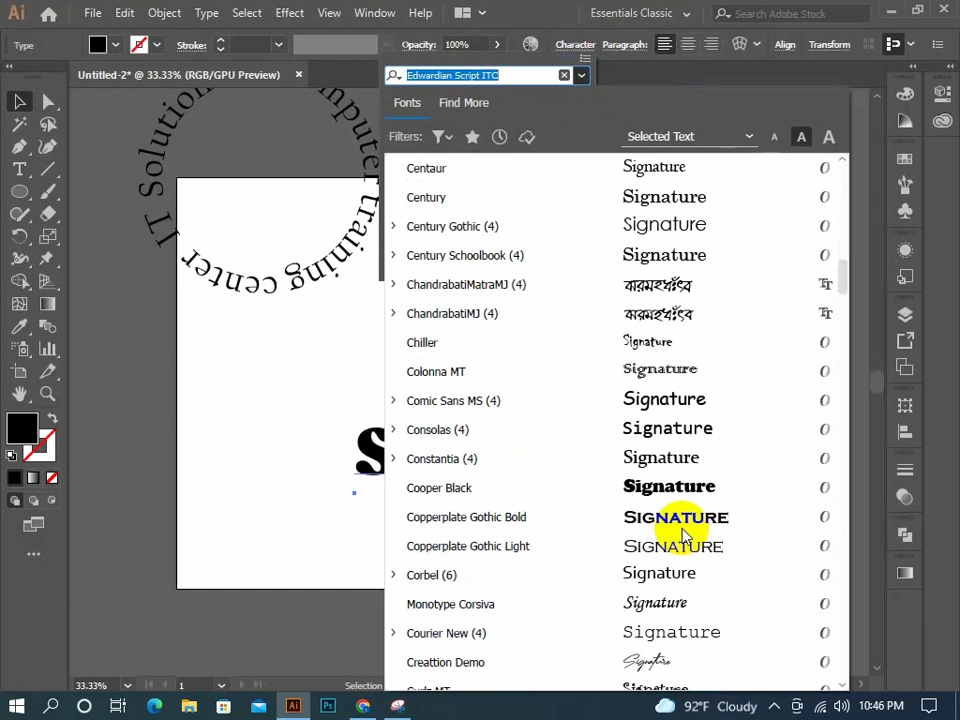 Ai File Edit Object Type Select Effect View Window Help Essentials Classic Search Adobe Stock
Type Stroke: Opacity: 100% Character Paragraph: Align Transform
Untitled-2* @ 33.33% (RGB/GPU Preview) × Edwardian Script ITC
Fonts Find More
Filters: Selected Text A A A
Centaur Signature
Century Signature
Century Gothic (4) Signature
Century Schoolbook (4) Signature
ChandrabatiMatraMJ (4)
ChandrabatiMJ (4)
Chiller Signature
Colonna MT Signature
Comic Sans MS (4) Signature
Consolas (4) Signature
Constantia (4) Signature
Cooper Black Signature
Copperplate Gothic Bold Signature
Copperplate Gothic Light Signature
Corbel (6) Signature
Monotype Corsiva Signature
Courier New (4) Signature
Creattion Demo Signature
IT Solution
computer training center
S
33.33% 1 Selection
Ai Ps 92°F Cloudy 10:46 PM